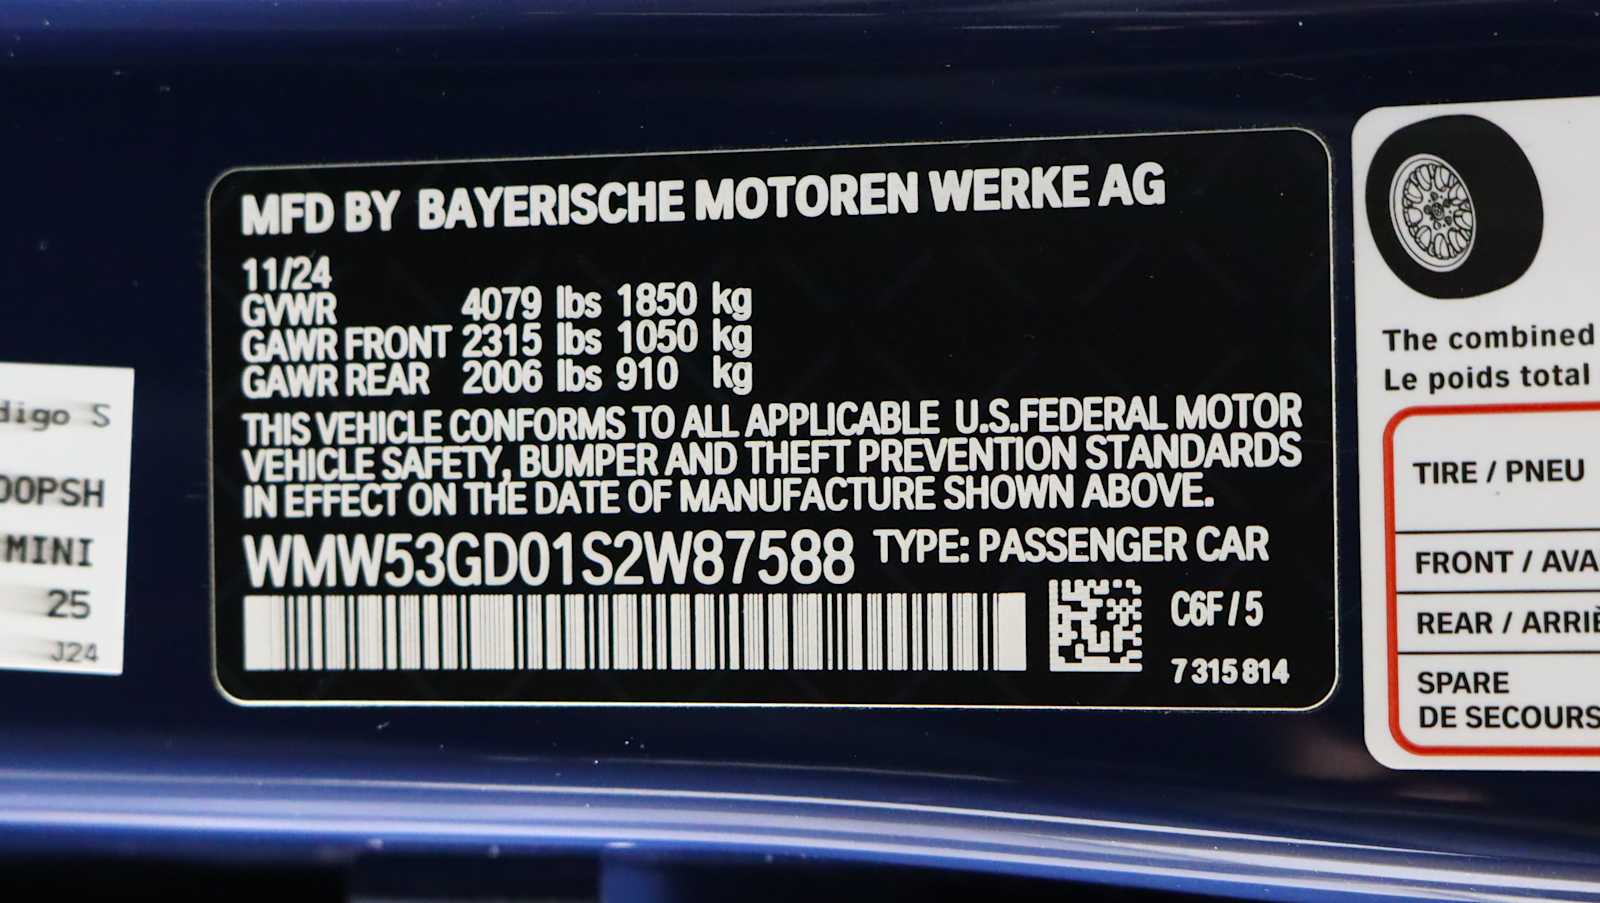 MFD BY BAYERISCHE MOTOREN WERKE AG
11/24
GVWR 4079 lbs 1850 kg
GAWR FRONT 2315 lbs 1050 kg
GAWR REAR 2006 lbs 910 kg
THIS VEHICLE CONFORMS TO ALL APPLICABLE U.S.FEDERAL MOTOR
VEHICLE SAFETY, BUMPER AND THEFT PREVENTION STANDARDS
IN EFFECT ON THE DATE OF MANUFACTURE SHOWN ABOVE.
WMW53GD01S2W87588 TYPE: PASSENGER CAR
C6F/5
7315814
digo S
OOPSH
MINI
25
J24
The combined
Le poids total
TIRE / PNEU
FRONT / AVA
REAR / ARRIÈ
SPARE
DE SECOURS